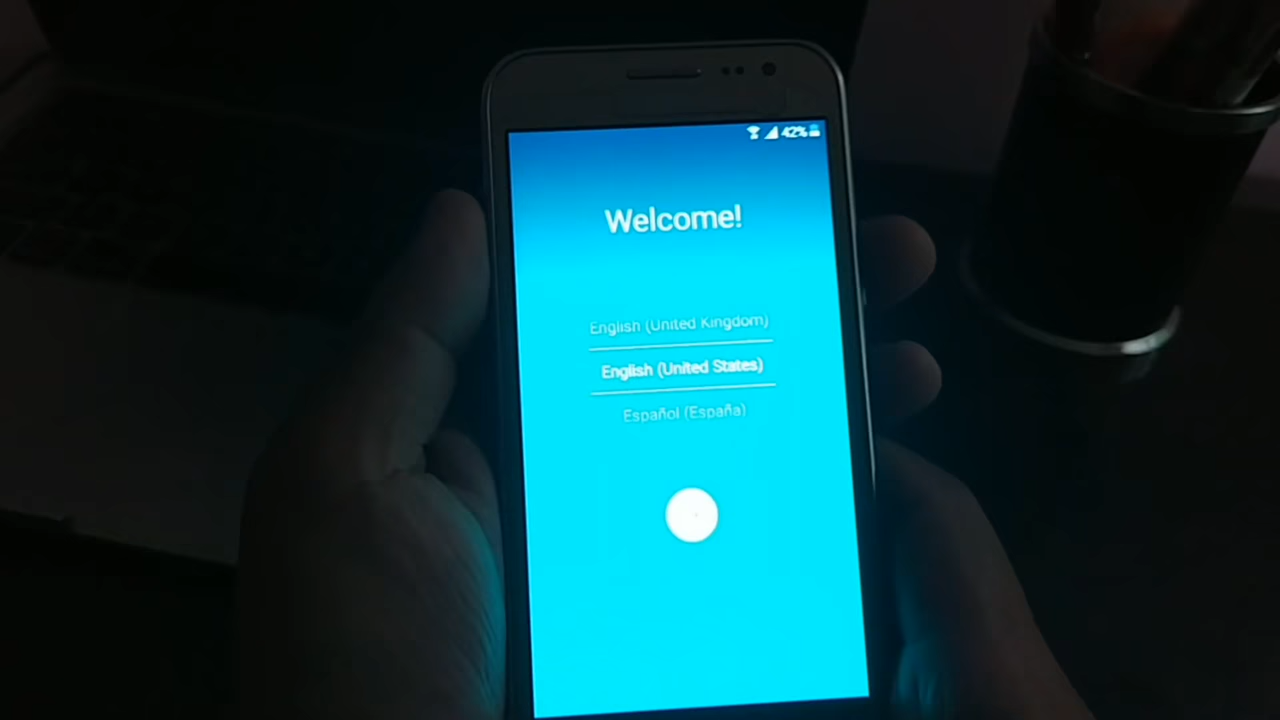 42%
Welcome!
English (United Kingdom)
English (United States)
Español (España)